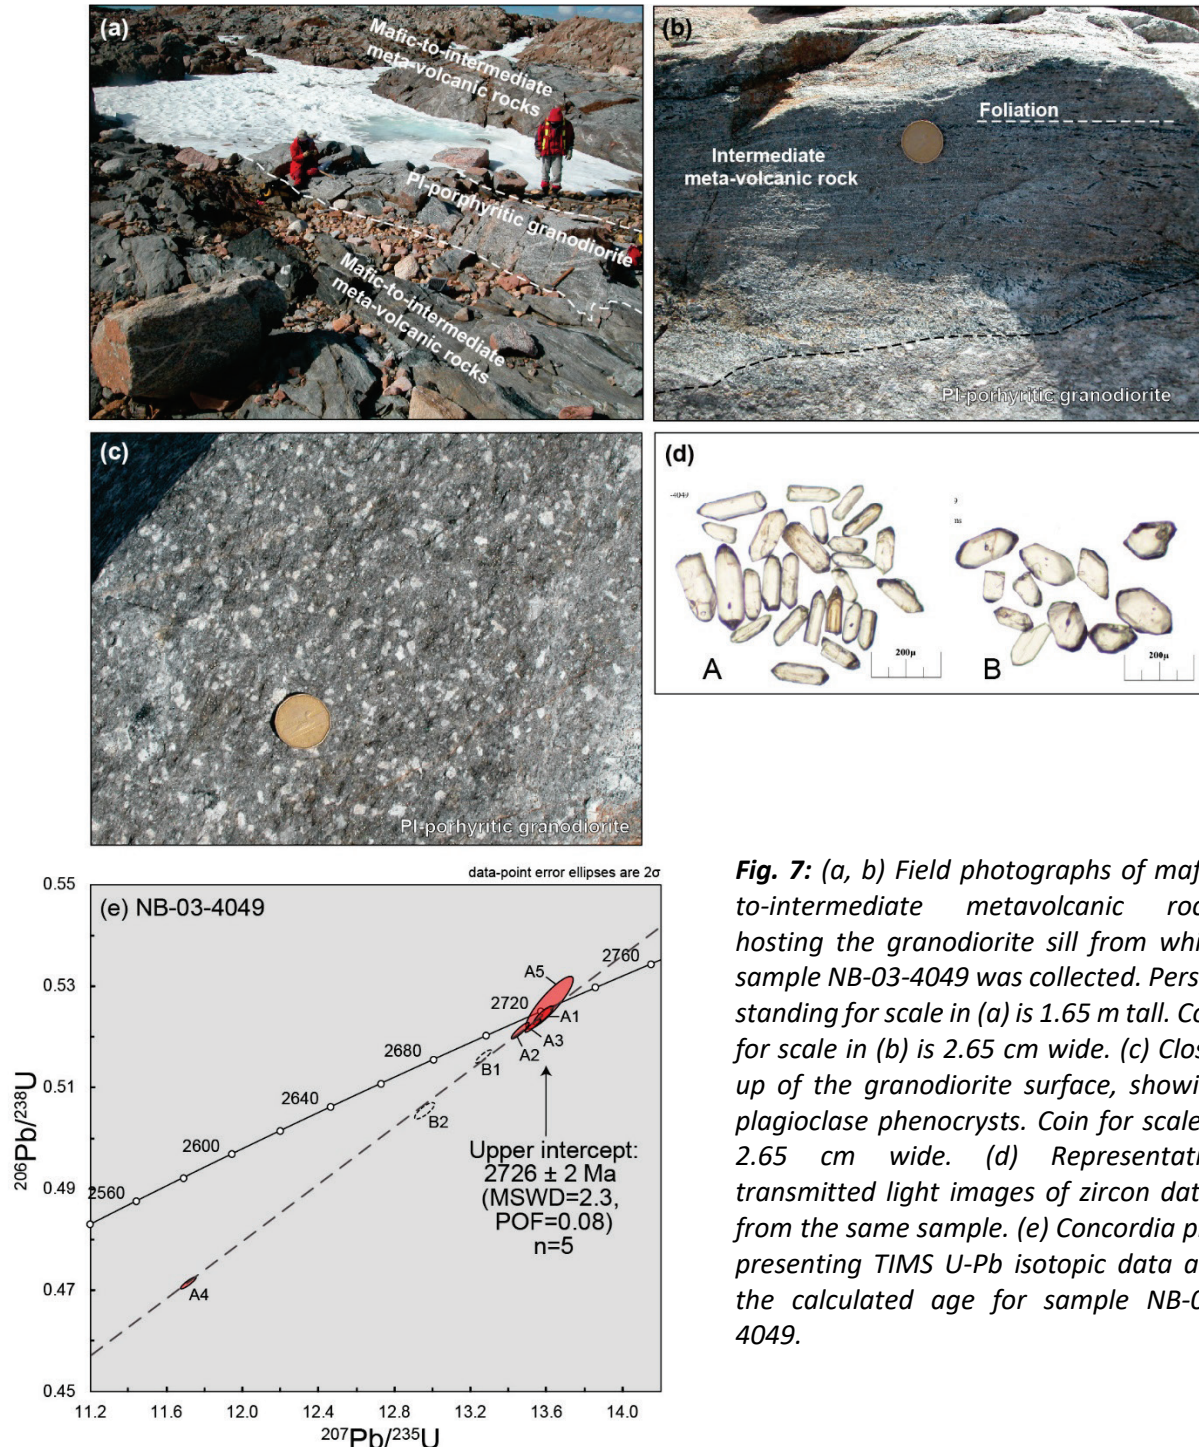 (a)
Mafic-to-intermediate
meta-volcanic rocks
Pl-porphyritic granodiorite
Mafic-to-intermediate
meta-volcanic rocks
(b)
Foliation
Intermediate
meta-volcanic rock
Pl-porhyritic granodiorite
(c)
Pl-porhyritic granodiorite
(d)
-4049
A
200µ
9
ns
B
200µ
data-point error ellipses are 2σ
(e) NB-03-4049
0.55
0.53
0.51
0.49
0.47
0.45
206Pb/238U
11.2
11.6
12.0
12.4
12.8
13.2
13.6
14.0
207Pb/235U
2560
2600
2640
2680
2720
2760
A5
A1
A3
A2
B1
B2
A4
Upper intercept:
2726 ± 2 Ma
(MSWD=2.3,
POF=0.08)
n=5
Fig. 7: (a, b) Field photographs of maf
to-intermediate metavolcanic roc
hosting the granodiorite sill from whi
sample NB-03-4049 was collected. Pers
standing for scale in (a) is 1.65 m tall. Co
for scale in (b) is 2.65 cm wide. (c) Clos
up of the granodiorite surface, showi
plagioclase phenocrysts. Coin for scale
2.65 cm wide. (d) Representati
transmitted light images of zircon dat
from the same sample. (e) Concordia p
presenting TIMS U-Pb isotopic data a
the calculated age for sample NB-0
4049.